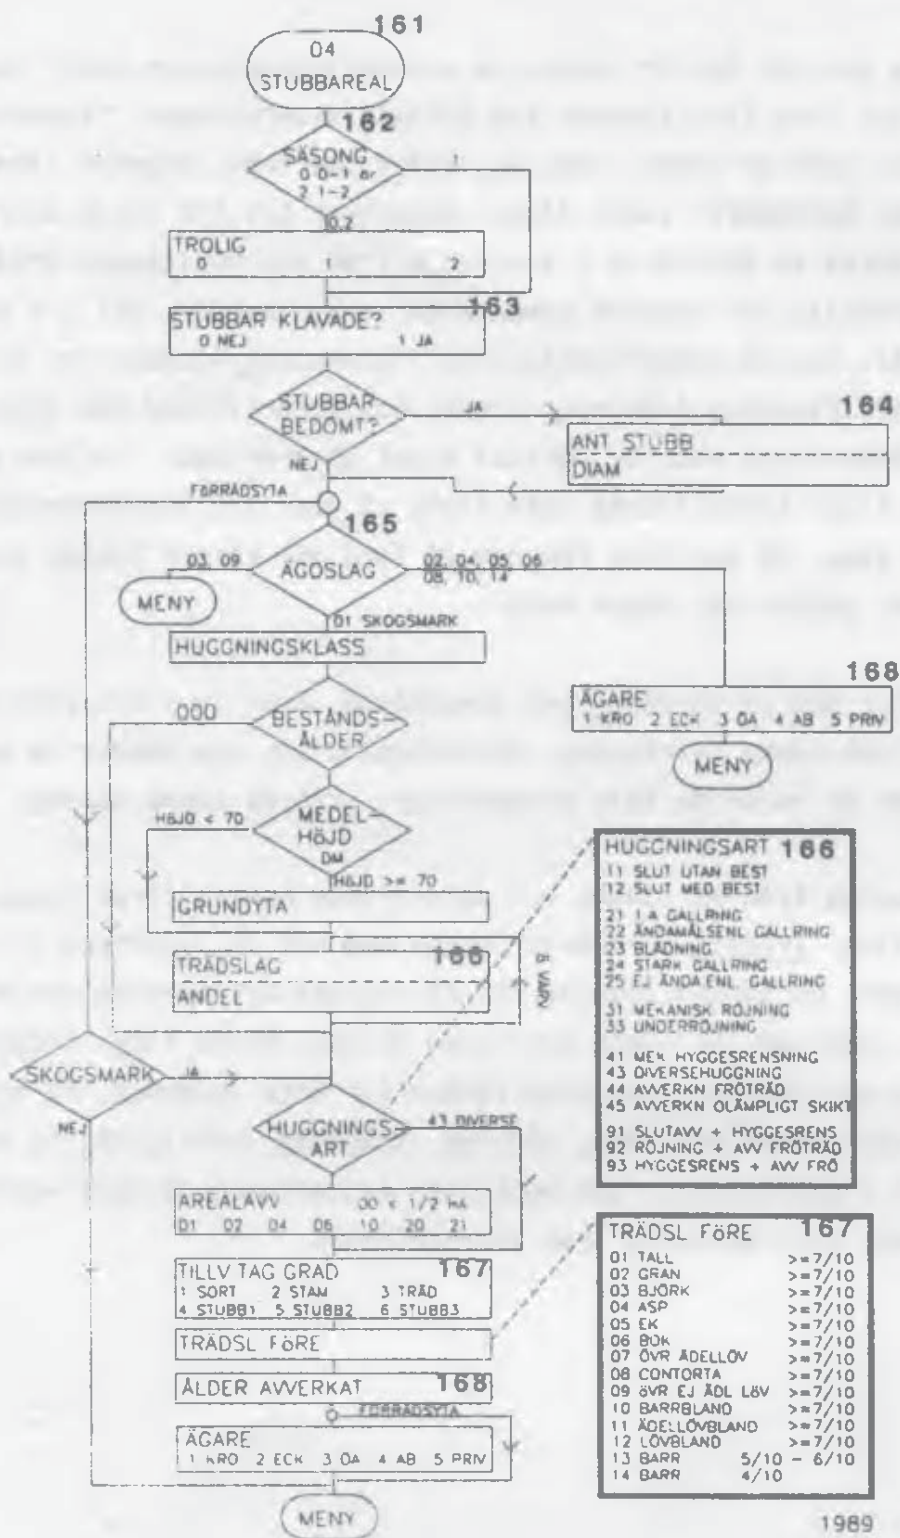 161
04
STUBBAREAL
162
SÄSONG
0 0-1 år
2 1-2
1
0.2
TROLIG
0 1 2
163
STUBBAR KLAVADE?
0 NEJ 1 JA
STUBBAR
BEDÖMT?
JA
NEJ
164
ANT STUBB
DIAM
FÖRRÅDSYTA
165
03, 09
ÄGOSLAG
02, 04, 05, 06
08, 10, 14
MENY
01 SKOGSMARK
HUGGNINGSKLASS
168
ÄGARE
1 KRO 2 ECK 3 ÖA 4 AB 5 PRIV
MENY
000
BESTÅNDS-
ÅLDER
HÖJD < 70
MEDEL-
HÖJD
DM
HÖJD >= 70
GRUNDYTA
166
TRÄDSLAG
ANDEL
8 VARV
HUGGNINGSART 166
11 SLUT UTAN BEST
12 SLUT MED BEST
21 1 A GALLRING
22 ÄNDAMÅLSENL GALLRING
23 BLÄDNING
24 STARK GALLRING
25 EJ ÄNDA ENL. GALLRING
31 MEKANISK RÖJNING
33 UNDERRÖJNING
41 MEK HYGGESRENSNING
43 DIVERSEHUGGNING
44 AVVERKN FRÖTRÄD
45 AVVERKN OLÄMPLIGT SKIKT
91 SLUTAVV + HYGGESRENS
92 RÖJNING + AVV FRÖTRÄD
93 HYGGESRENS + AVV FRÖ
SKOGSMARK
JA
NEJ
HUGGNINGS
ART
43 DIVERSE
AREALAVV .00 < 1/2 HA
01 02 04 06 10 20 21
TILLV TAG GRAD 167
1 SORT 2 STAM 3 TRÄD
4 STUBB1 5 STUBB2 6 STUBB3
TRÄDSL FÖRE
ÅLDER AVVERKAT 168
FÖRRÅDSYTA
ÄGARE
1 KRO 2 ECK 3 ÖA 4 AB 5 PRIV
MENY
TRÄDSL FÖRE 167
01 TALL >=7/10
02 GRAN >=7/10
03 BJÖRK >=7/10
04 ASP >=7/10
05 EK >=7/10
06 BOK >=7/10
07 ÖVR ÄDELLÖV >=7/10
08 CONTORTA >=7/10
09 ÖVR EJ ÄDL LÖV >=7/10
10 BARRBLAND >=7/10
11 ÄDELLÖVBLAND >=7/10
12 LÖVBLAND >=7/10
13 BARR 5/10 - 6/10
14 BARR 4/10
1989